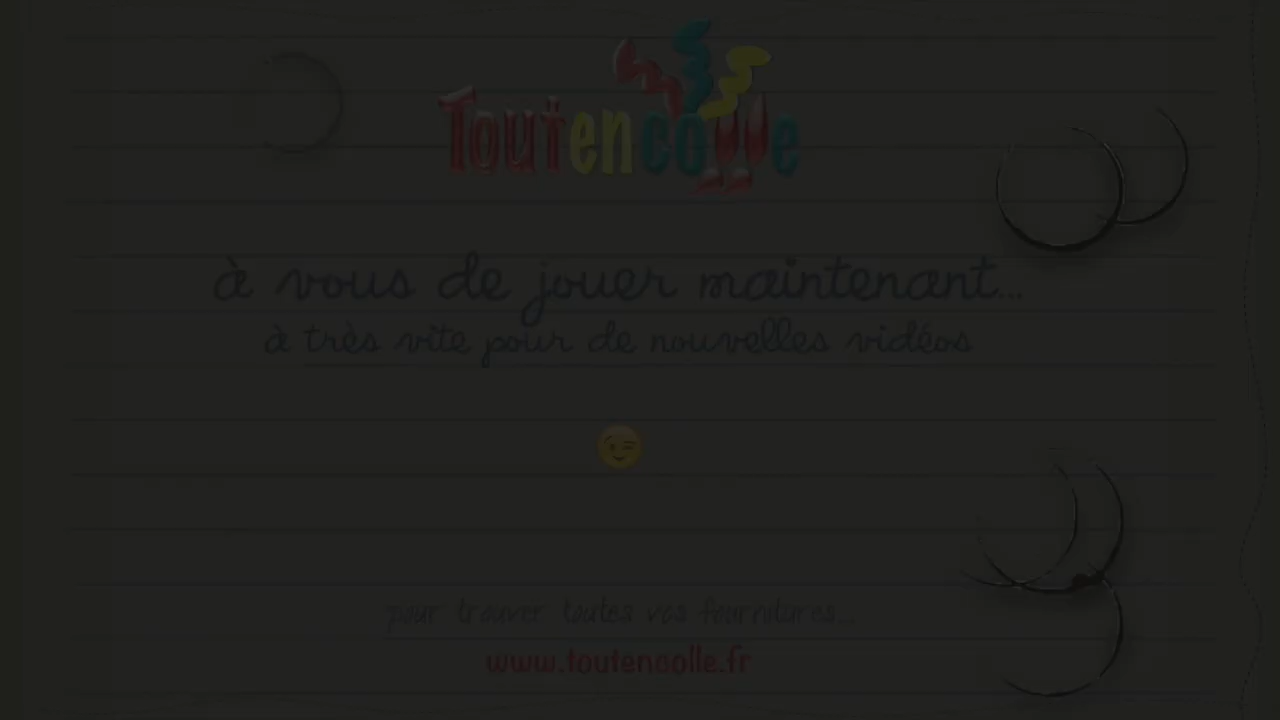 Toutencolle
à vous de jouer maintenant...
à très vite pour de nouvelles vidéos
pour trouver toutes vos fournitures...
www.toutencolle.fr